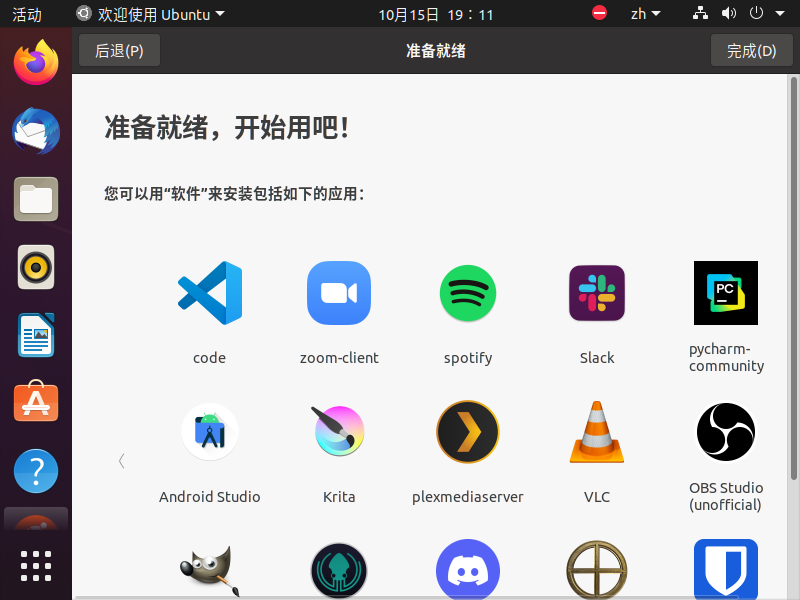 活动 欢迎使用 Ubuntu 10月15日 19：11 zh
后退(P) 准备就绪 完成(D)
准备就绪，开始用吧！
您可以用“软件”来安装包括如下的应用：
PC
code zoom-client spotify Slack pycharm-
community
Android Studio Krita plexmediaserver VLC OBS Studio
(unofficial)